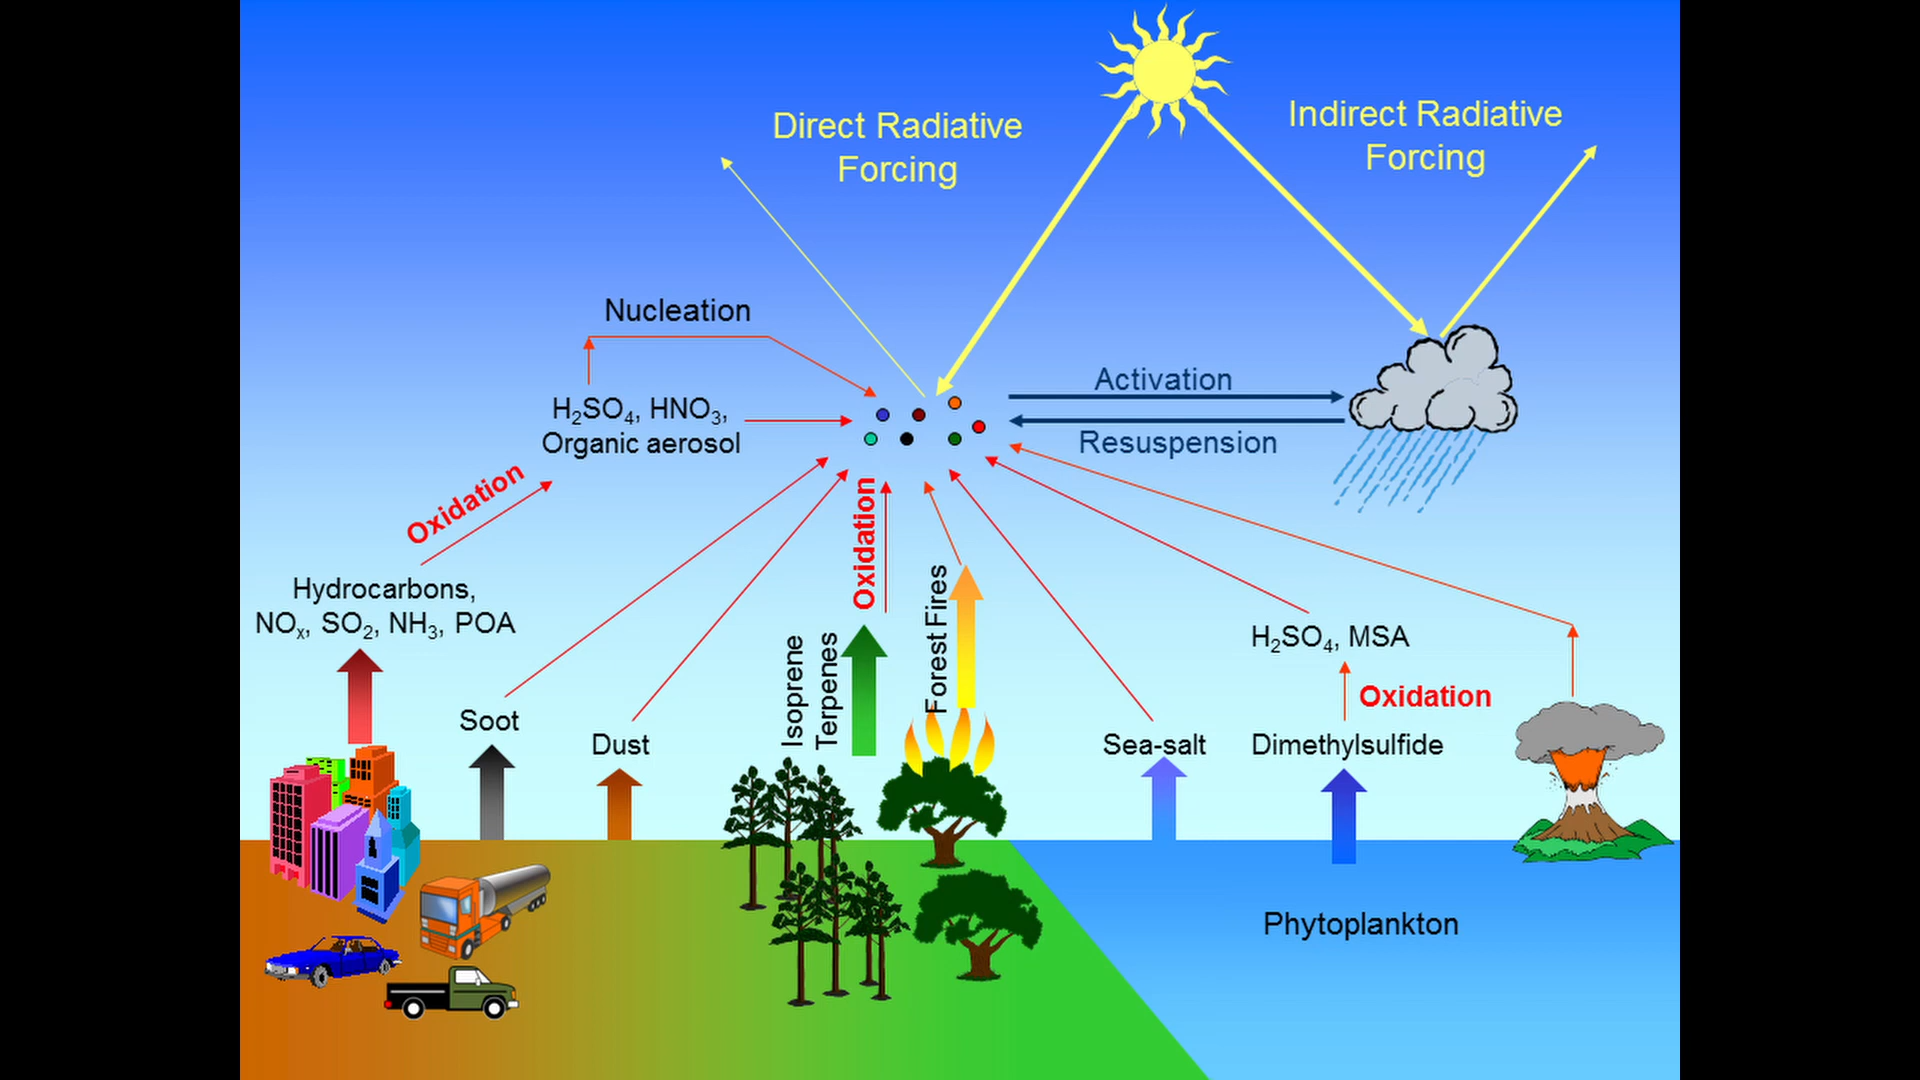 Direct Radiative
Forcing
Indirect Radiative
Forcing
Nucleation
H₂SO₄, HNO₃,
Organic aerosol
Activation
Resuspension
Oxidation
Hydrocarbons,
NOₓ, SO₂, NH₃, POA
Soot
Dust
Isoprene
Terpenes
Oxidation
Forest Fires
Sea-salt
H₂SO₄, MSA
Oxidation
Dimethylsulfide
Phytoplankton